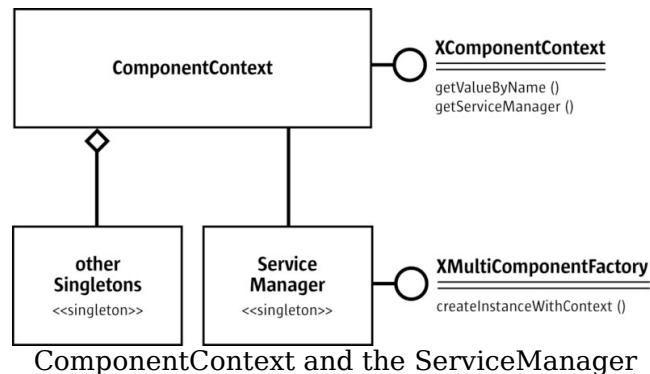 ComponentContext
XComponentContext
getValueByName ()
getServiceManager ()
other
Singletons
<<singleton>>
Service
Manager
<<singleton>>
XMultiComponentFactory
createInstanceWithContext ()
ComponentContext and the ServiceManager